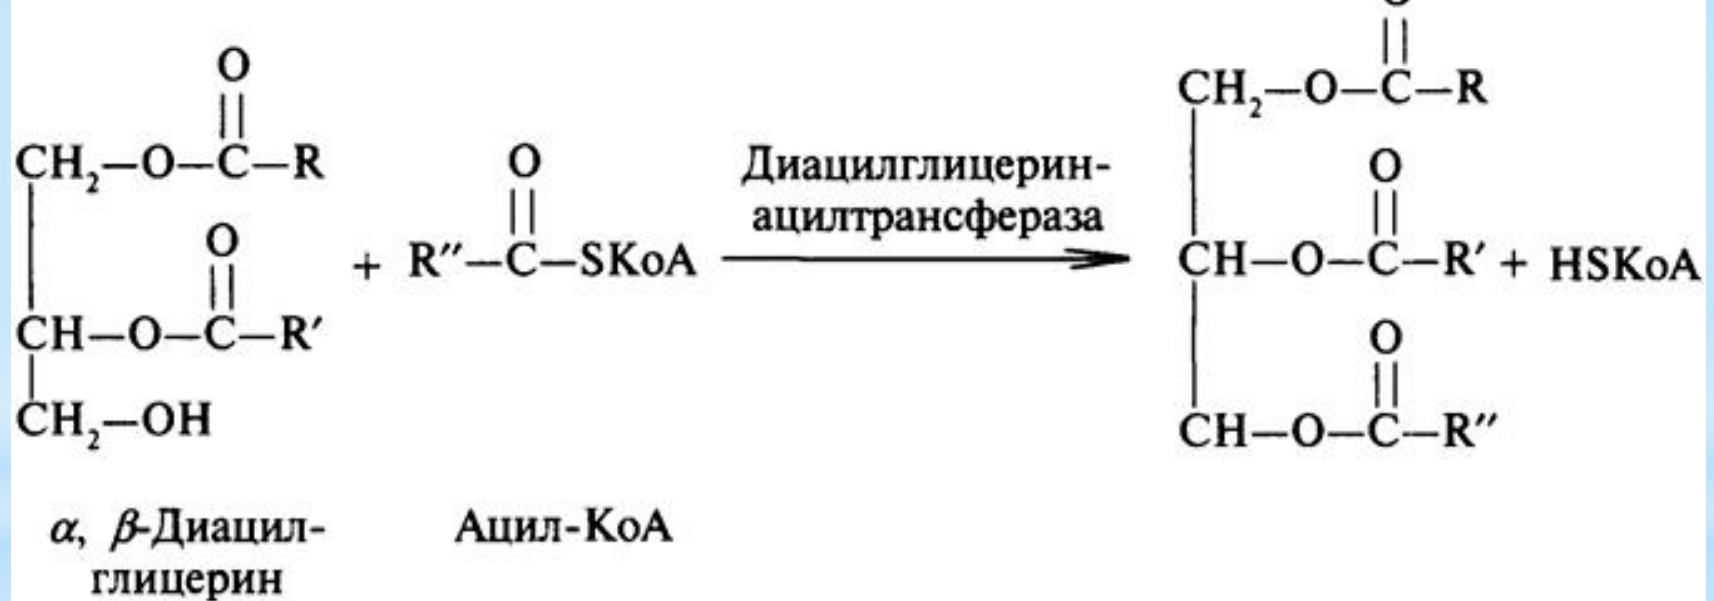 O
CH₂–O–C–R
O
CH–O–C–R′
CH₂–OH
+
O
R″–C–SKoA
Диацилглицерин-
ацилтрансфераза
O
CH₂–O–C–R
O
CH–O–C–R′ + HSKoA
O
CH–O–C–R″
α, β-Диацил-
глицерин
Ацил-КоА